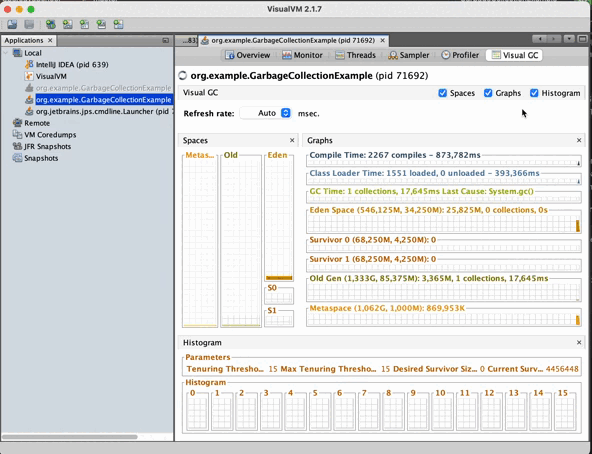 VisualVM 2.1.7
Applications
Local
IntelliJ IDEA (pid 639)
VisualVM
org.example.GarbageCollectionExample
org.example.GarbageCollectionExample
org.jetbrains.jps.cmdline.Launcher (pid
Remote
VM Coredumps
JFR Snapshots
Snapshots
...83. org.example.GarbageCollectionExample (pid 71692)
Overview Monitor Threads Sampler Profiler Visual GC
org.example.GarbageCollectionExample (pid 71692)
Visual GC Spaces Graphs Histogram
Refresh rate: Auto msec.
Spaces
Metas... Old Eden
S0
S1
Graphs
Compile Time: 2267 compiles - 873,782ms
Class Loader Time: 1551 loaded, 0 unloaded - 393,366ms
GC Time: 1 collections, 17,645ms Last Cause: System.gc()
Eden Space (546,125M, 34,250M): 25,825M, 0 collections, 0s
Survivor 0 (68,250M, 4,250M): 0
Survivor 1 (68,250M, 4,250M): 0
Old Gen (1,333G, 85,375M): 3,365M, 1 collections, 17,645ms
Metaspace (1,062G, 1,000M): 869,953K
Histogram
Parameters
Tenuring Thresho... 15 Max Tenuring Thresho... 15 Desired Survivor Siz... 0 Current Surv... 4456448
Histogram
0 1 2 3 4 5 6 7 8 9 10 11 12 13 14 15